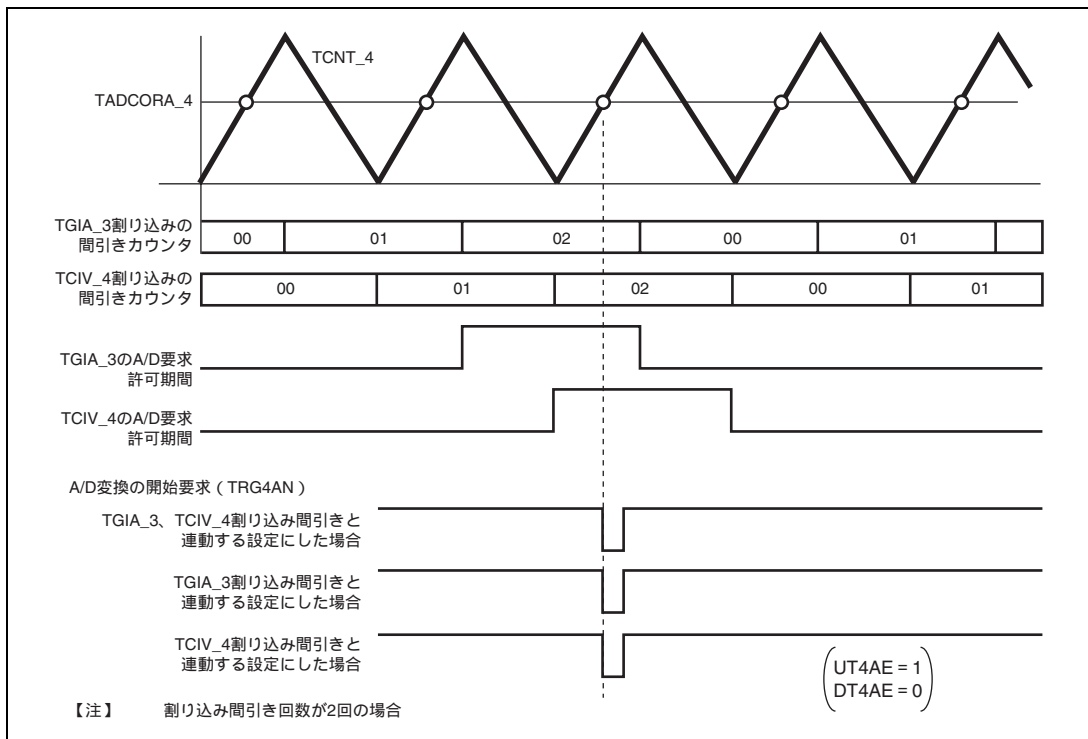 TCNT_4
TADCORA_4
TGIA_3割り込みの
間引きカウンタ
00 01 02 00 01
TCIV_4割り込みの
間引きカウンタ
00 01 02 00 01
TGIA_3のA/D要求
許可期間
TCIV_4のA/D要求
許可期間
A/D変換の開始要求（TRG4AN）
TGIA_3、TCIV_4割り込み間引きと
連動する設定にした場合
TGIA_3割り込み間引きと
連動する設定にした場合
TCIV_4割り込み間引きと
連動する設定にした場合
UT4AE = 1
DT4AE = 0
【注】 割り込み間引き回数が2回の場合